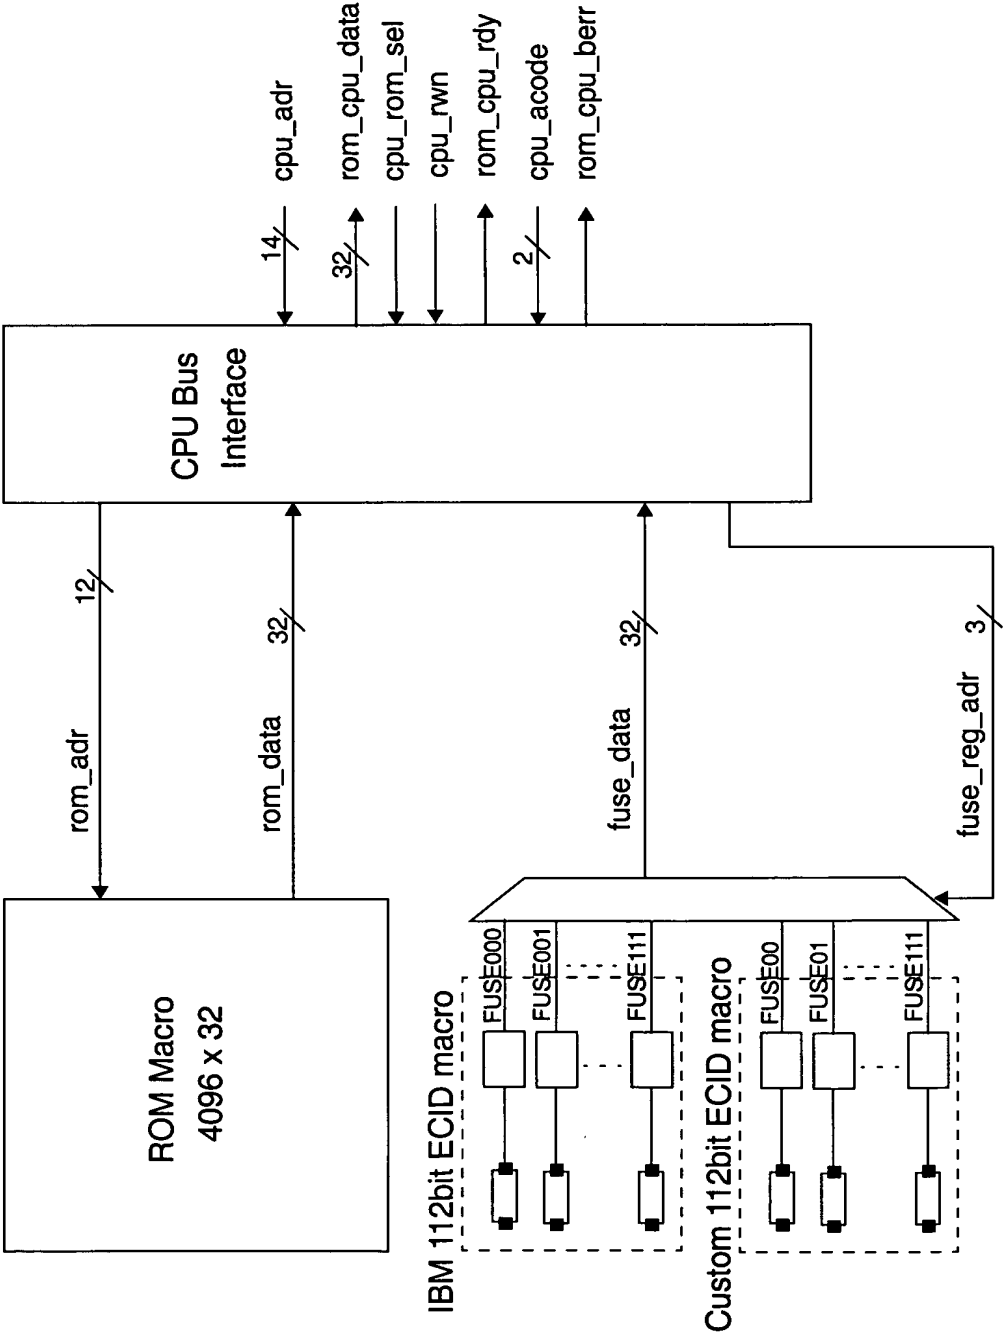 cpu_adr
rom_cpu_data
cpu_rom_sel
cpu_rwn
rom_cpu_rdy
cpu_acode
rom_cpu_berr
14
32
2
CPU Bus
Interface
12
32
32
3
rom_adr
rom_data
fuse_data
fuse_reg_adr
ROM Macro
4096 x 32
IBM 112bit ECID macro
FUSE000
FUSE001
FUSE111
Custom 112bit ECID macro
FUSE00
FUSE01
FUSE111